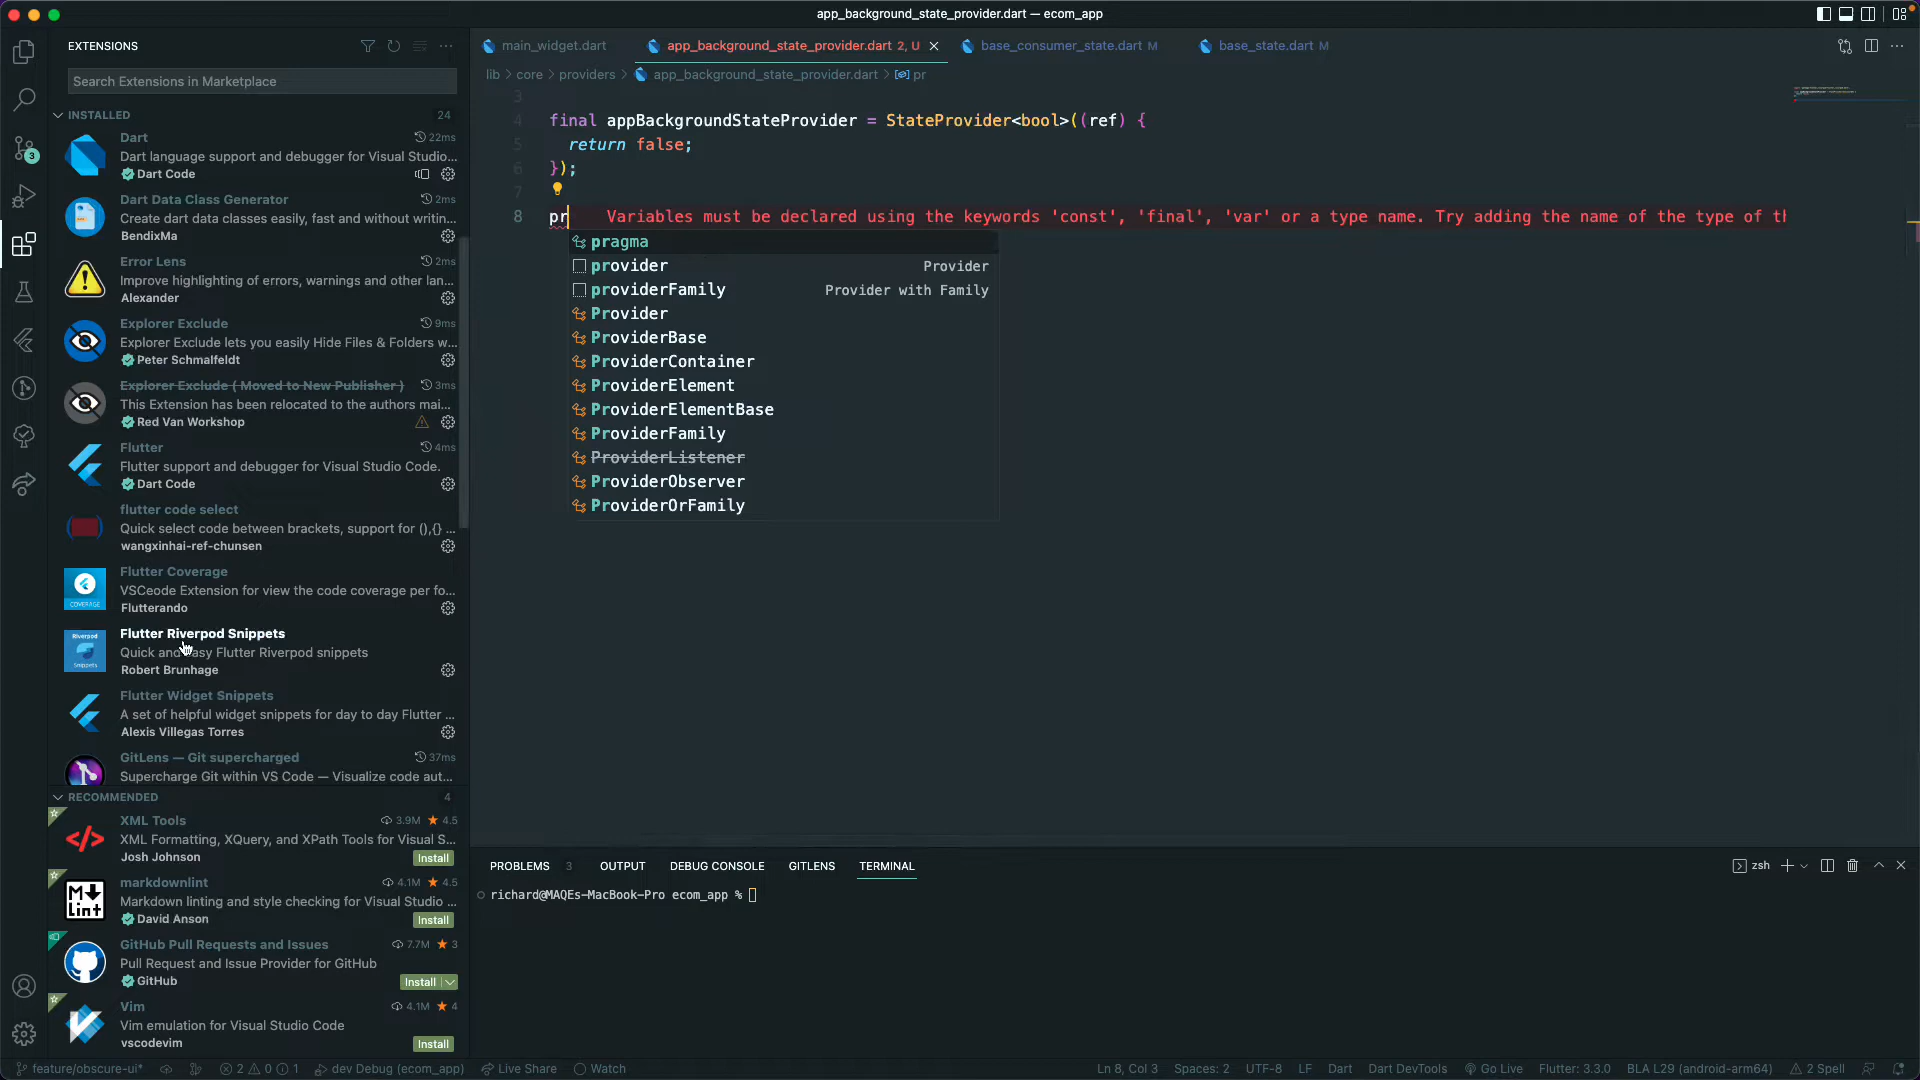 app_background_state_provider.dart — ecom_app
EXTENSIONS
Search Extensions in Marketplace
INSTALLED 24
Dart 22ms
Dart language support and debugger for Visual Studio...
Dart Code
Dart Data Class Generator 2ms
Create dart data classes easily, fast and without writin...
BendixMa
Error Lens 2ms
Improve highlighting of errors, warnings and other lan...
Alexander
Explorer Exclude 9ms
Explorer Exclude lets you easily Hide Files & Folders w...
Peter Schmalfeldt
Explorer Exclude ( Moved to New Publisher ) 3ms
This Extension has been relocated to the authors mai...
Red Van Workshop
Flutter 4ms
Flutter support and debugger for Visual Studio Code.
Dart Code
flutter code select
Quick select code between brackets, support for (),{} ...
wangxinhai-ref-chunsen
COVERAGE
Flutter Coverage
VSCeode Extension for view the code coverage per fo...
Flutterando
Riverpod
Snippets
Flutter Riverpod Snippets
Quick and easy Flutter Riverpod snippets
Robert Brunhage
Flutter Widget Snippets
A set of helpful widget snippets for day to day Flutter ...
Alexis Villegas Torres
GitLens — Git supercharged 37ms
Supercharge Git within VS Code — Visualize code aut...
RECOMMENDED 4
XML Tools 3.9M 4.5
XML Formatting, XQuery, and XPath Tools for Visual S...
Josh Johnson Install
M Lint
markdownlint 4.1M 4.5
Markdown linting and style checking for Visual Studio ...
David Anson Install
GitHub Pull Requests and Issues 7.7M 3
Pull Request and Issue Provider for GitHub
GitHub Install
Vim 4.1M 4
Vim emulation for Visual Studio Code
vscodevim Install
3
main_widget.dart app_background_state_provider.dart 2, U base_consumer_state.dart M base_state.dart M
lib > core > providers > app_background_state_provider.dart > pr
3
4 final appBackgroundStateProvider = StateProvider<bool>((ref) {
5 return false;
6 });
7
8 pr Variables must be declared using the keywords 'const', 'final', 'var' or a type name. Try adding the name of the type of th
pragma
provider Provider
providerFamily Provider with Family
Provider
ProviderBase
ProviderContainer
ProviderElement
ProviderElementBase
ProviderFamily
ProviderListener
ProviderObserver
ProviderOrFamily
PROBLEMS 3 OUTPUT DEBUG CONSOLE GITLENS TERMINAL zsh
richard@MAQEs-MacBook-Pro ecom_app %
feature/obscure-ui* 2 0 1 dev Debug (ecom_app) Live Share Watch Ln 8, Col 3 Spaces: 2 UTF-8 LF Dart Dart DevTools Go Live Flutter: 3.3.0 BLA L29 (android-arm64) 2 Spell